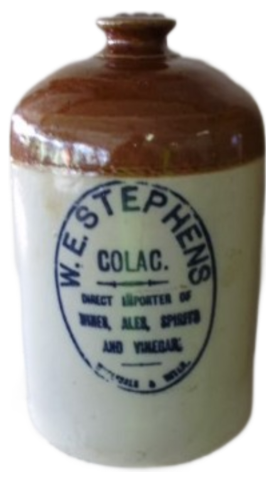 W. E. STEPHENS
COLAC.
DIRECT IMPORTER OF
WINES, ALES, SPIRITS
AND VINEGAR,
&